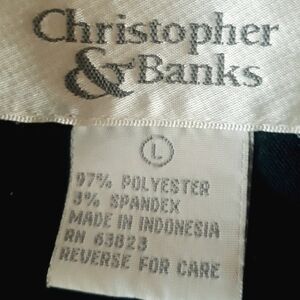 Christopher
& Banks
L
97% POLYESTER
3% SPANDEX
MADE IN INDONESIA
RN 63823
REVERSE FOR CARE